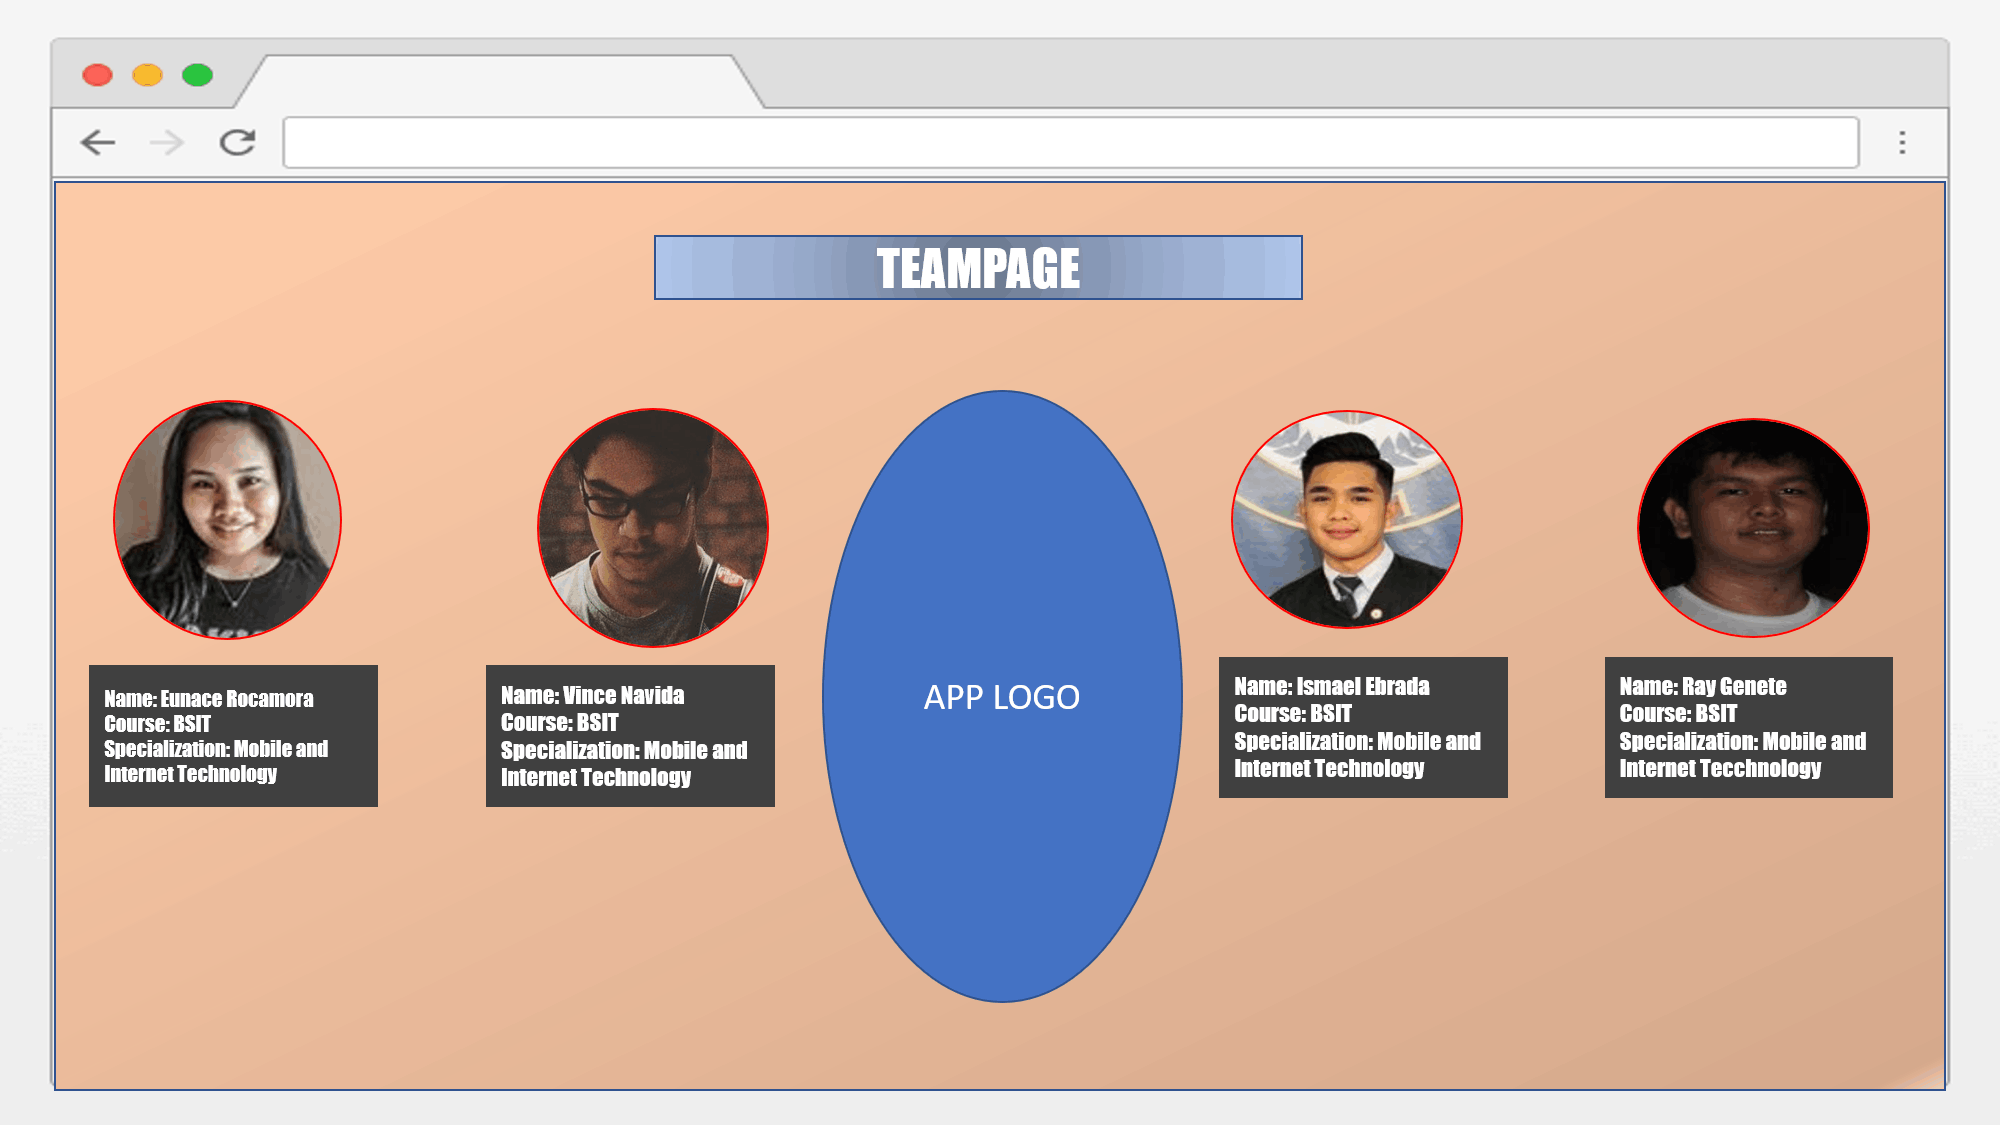 TEAMPAGE
APP LOGO
Name: Eunace Rocamora
Course: BSIT
Specialization: Mobile and
Internet Technology
Name: Vince Navida
Course: BSIT
Specialization: Mobile and
Internet Technology
Name: Ismael Ebrada
Course: BSIT
Specialization: Mobile and
Internet Technology
Name: Ray Genete
Course: BSIT
Specialization: Mobile and
Internet Tecchnology